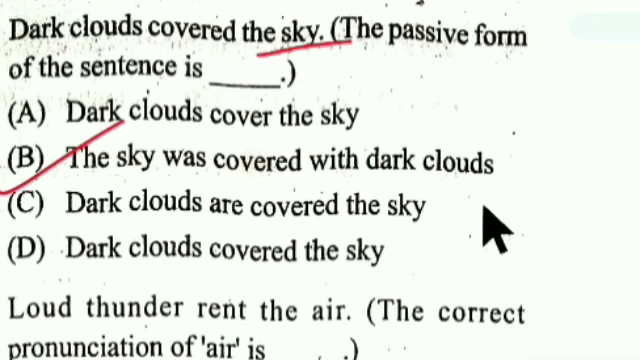 Dark clouds covered the sky. (The passive form
of the sentence is _____.)
(A) Dark clouds cover the sky
(B) The sky was covered with dark clouds
(C) Dark clouds are covered the sky
(D) Dark clouds covered the sky
Loud thunder rent the air. (The correct
pronunciation of 'air' is .)